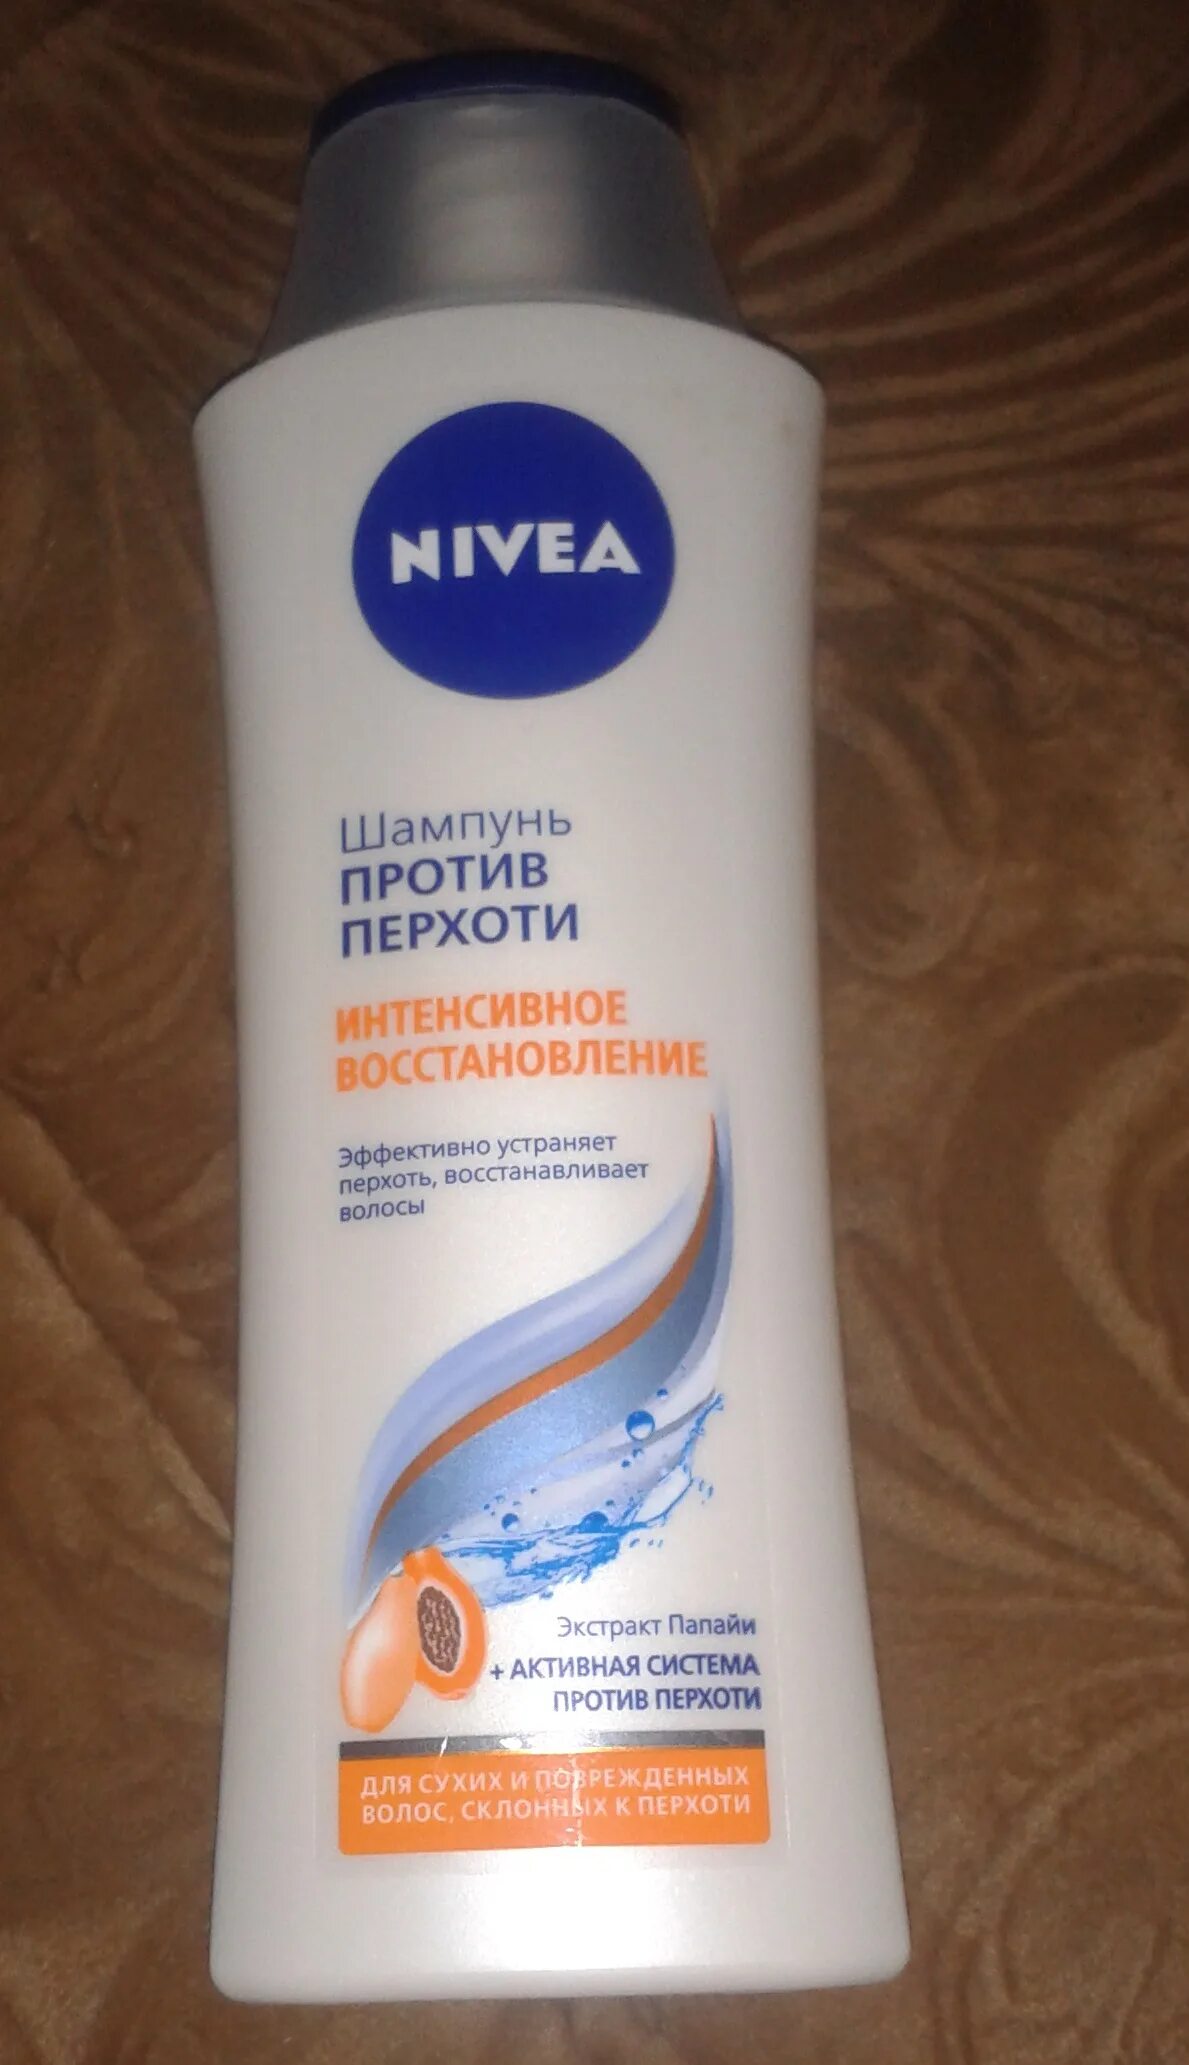 NIVEA
Шампунь
ПРОТИВ
ПЕРХОТИ
ИНТЕНСИВНОЕ
ВОССТАНОВЛЕНИЕ
Эффективно устраняет
перхоть, восстанавливает
волосы
Экстракт Папайи
+ АКТИВНАЯ СИСТЕМА
ПРОТИВ ПЕРХОТИ
ДЛЯ СУХИХ И ПОВРЕЖДЕННЫХ
ВОЛОС, СКЛОННЫХ К ПЕРХОТИ